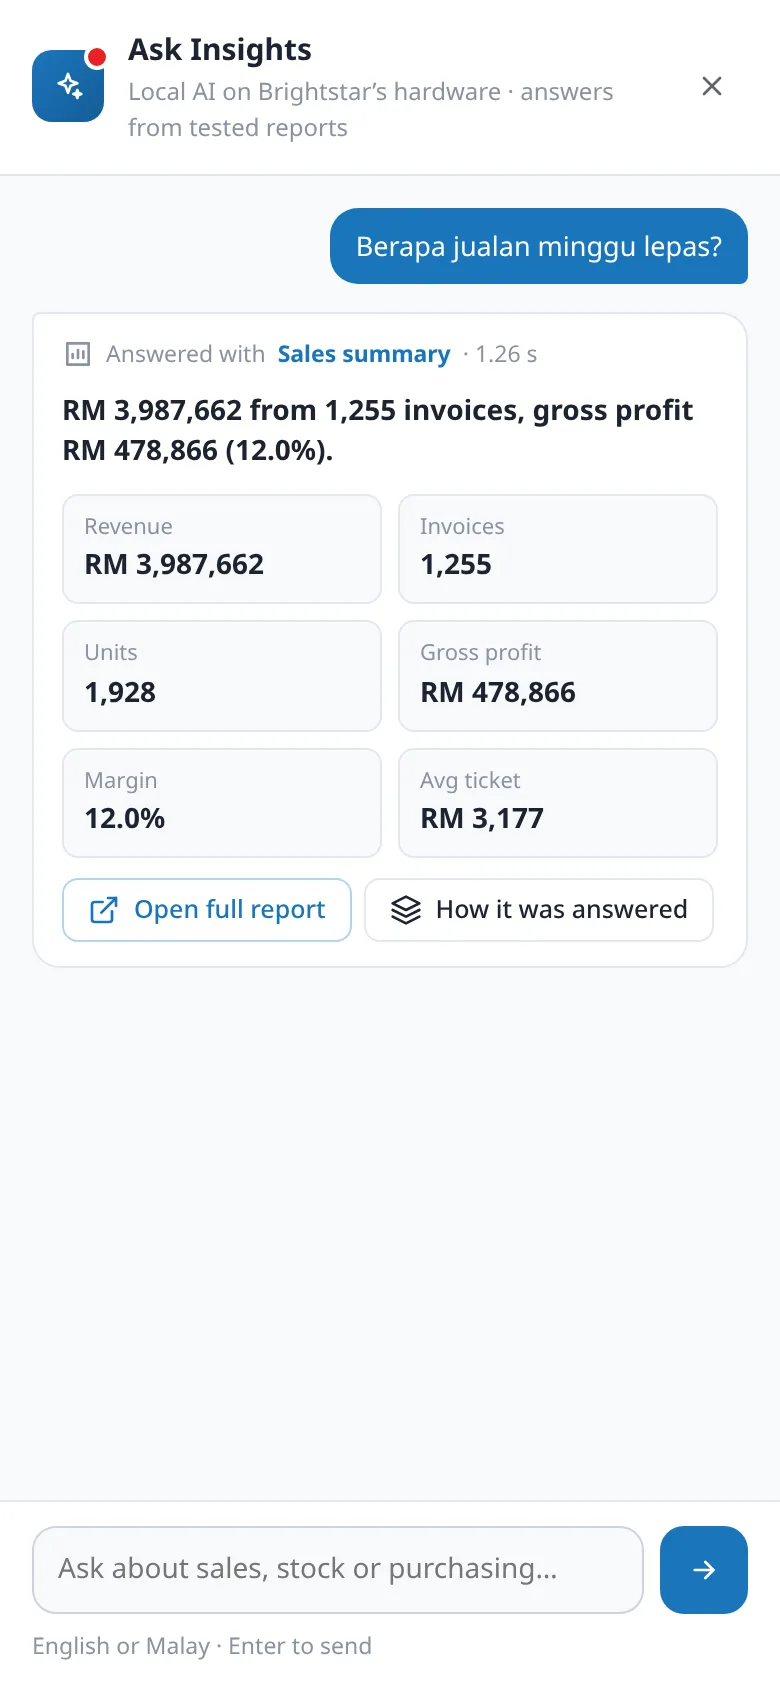 Ask Insights
Local AI on Brightstar’s hardware · answers
from tested reports
Berapa jualan minggu lepas?
Answered with Sales summary · 1.26 s
RM 3,987,662 from 1,255 invoices, gross profit
RM 478,866 (12.0%).
Revenue
RM 3,987,662
Invoices
1,255
Units
1,928
Gross profit
RM 478,866
Margin
12.0%
Avg ticket
RM 3,177
Open full report
How it was answered
Ask about sales, stock or purchasing…
English or Malay · Enter to send